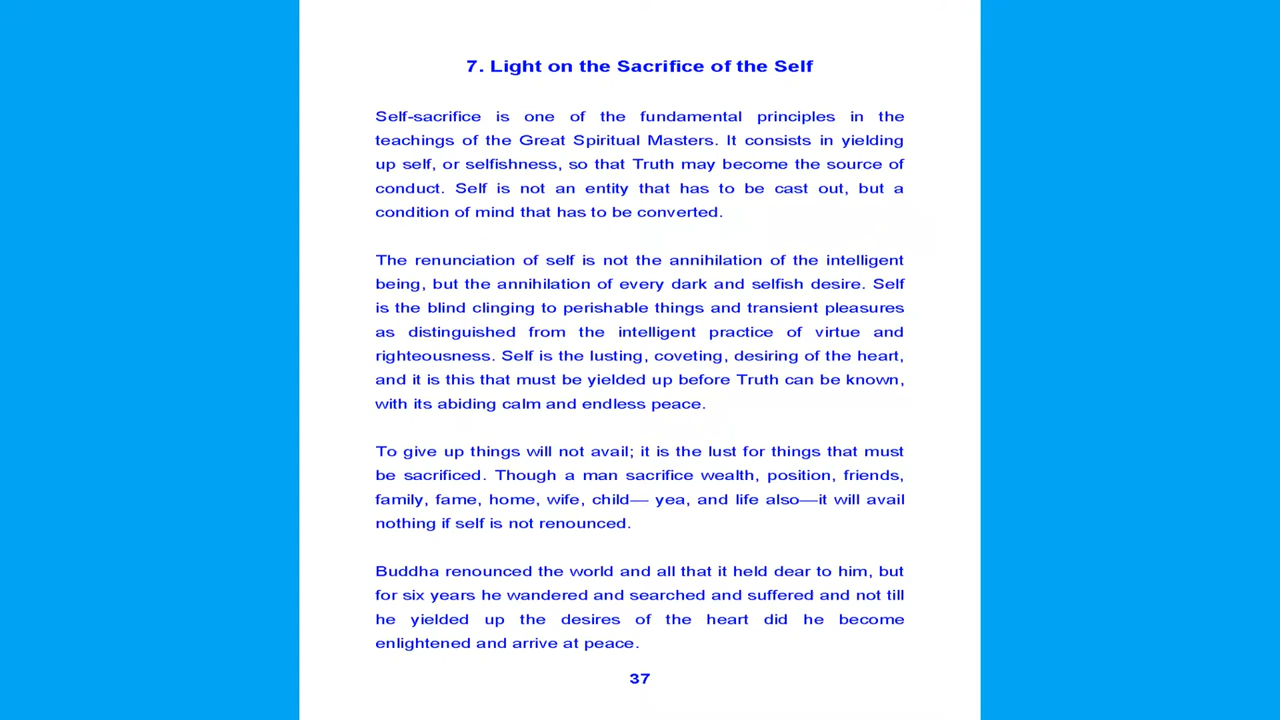 7. Light on the Sacrifice of the Self
Self-sacrifice is one of the fundamental principles in the
teachings of the Great Spiritual Masters. It consists in yielding
up self, or selfishness, so that Truth may become the source of
conduct. Self is not an entity that has to be cast out, but a
condition of mind that has to be converted.
The renunciation of self is not the annihilation of the intelligent
being, but the annihilation of every dark and selfish desire. Self
is the blind clinging to perishable things and transient pleasures
as distinguished from the intelligent practice of virtue and
righteousness. Self is the lusting, coveting, desiring of the heart,
and it is this that must be yielded up before Truth can be known,
with its abiding calm and endless peace.
To give up things will not avail; it is the lust for things that must
be sacrificed. Though a man sacrifice wealth, position, friends,
family, fame, home, wife, child— yea, and life also—it will avail
nothing if self is not renounced.
Buddha renounced the world and all that it held dear to him, but
for six years he wandered and searched and suffered and not till
he yielded up the desires of the heart did he become
enlightened and arrive at peace.
37